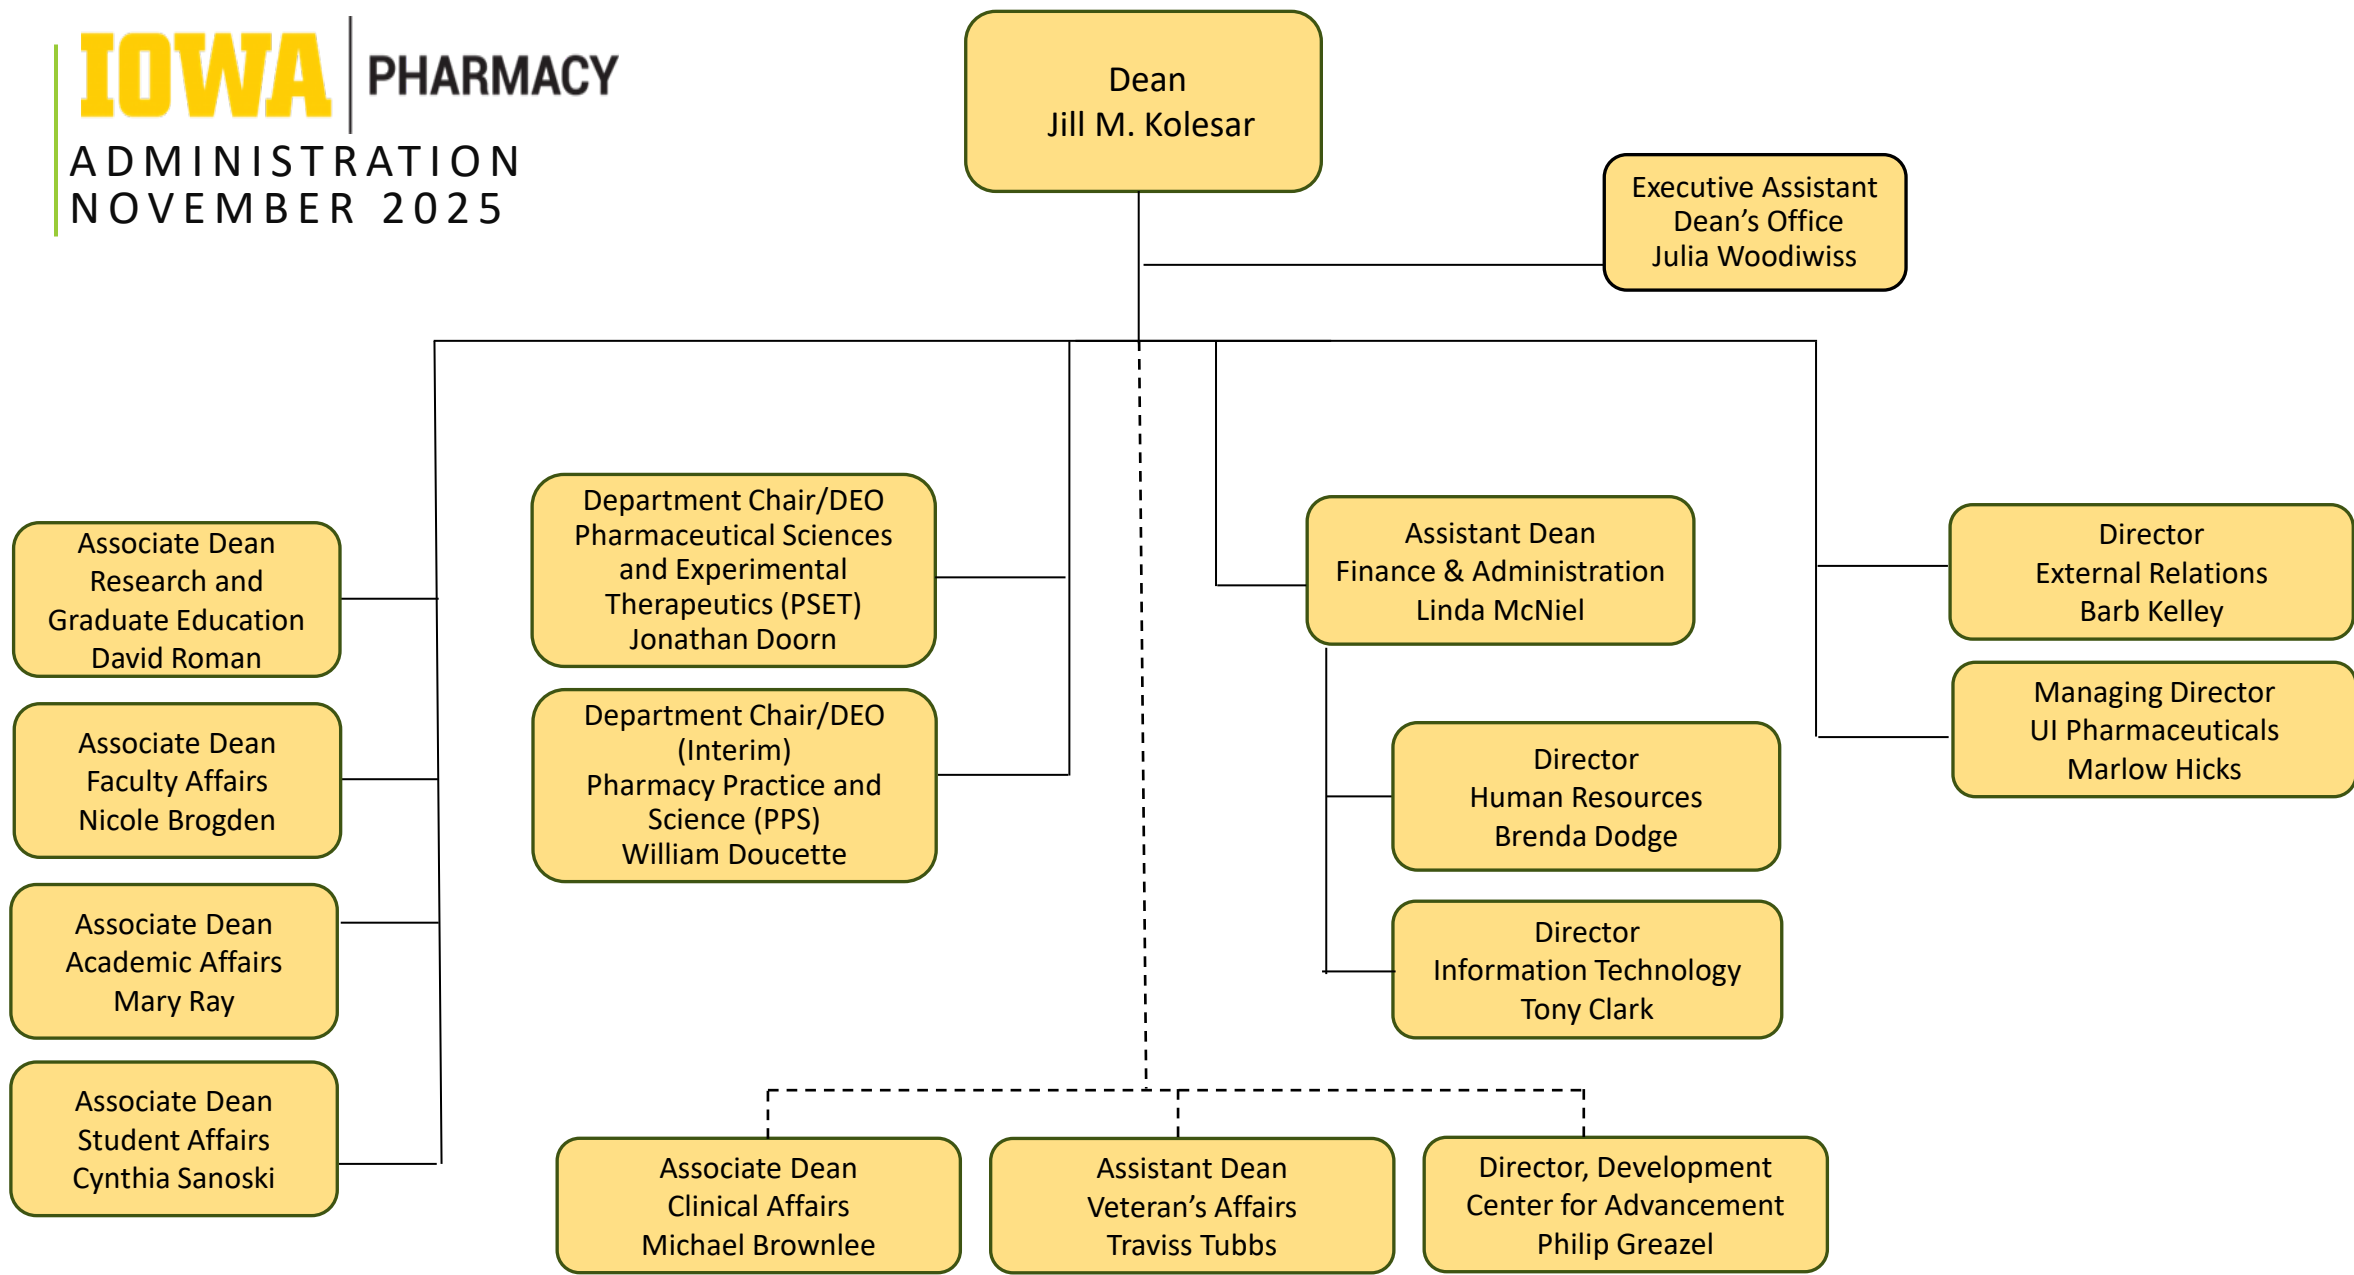 IOWA PHARMACY
ADMINISTRATION
NOVEMBER 2025
Dean
Jill M. Kolesar
Executive Assistant
Dean’s Office
Julia Woodiwiss
Associate Dean
Research and
Graduate Education
David Roman
Associate Dean
Faculty Affairs
Nicole Brogden
Associate Dean
Academic Affairs
Mary Ray
Associate Dean
Student Affairs
Cynthia Sanoski
Department Chair/DEO
Pharmaceutical Sciences
and Experimental
Therapeutics (PSET)
Jonathan Doorn
Department Chair/DEO
(Interim)
Pharmacy Practice and
Science (PPS)
William Doucette
Assistant Dean
Finance & Administration
Linda McNiel
Director
Human Resources
Brenda Dodge
Director
Information Technology
Tony Clark
Director
External Relations
Barb Kelley
Managing Director
UI Pharmaceuticals
Marlow Hicks
Associate Dean
Clinical Affairs
Michael Brownlee
Assistant Dean
Veteran’s Affairs
Traviss Tubbs
Director, Development
Center for Advancement
Philip Greazel